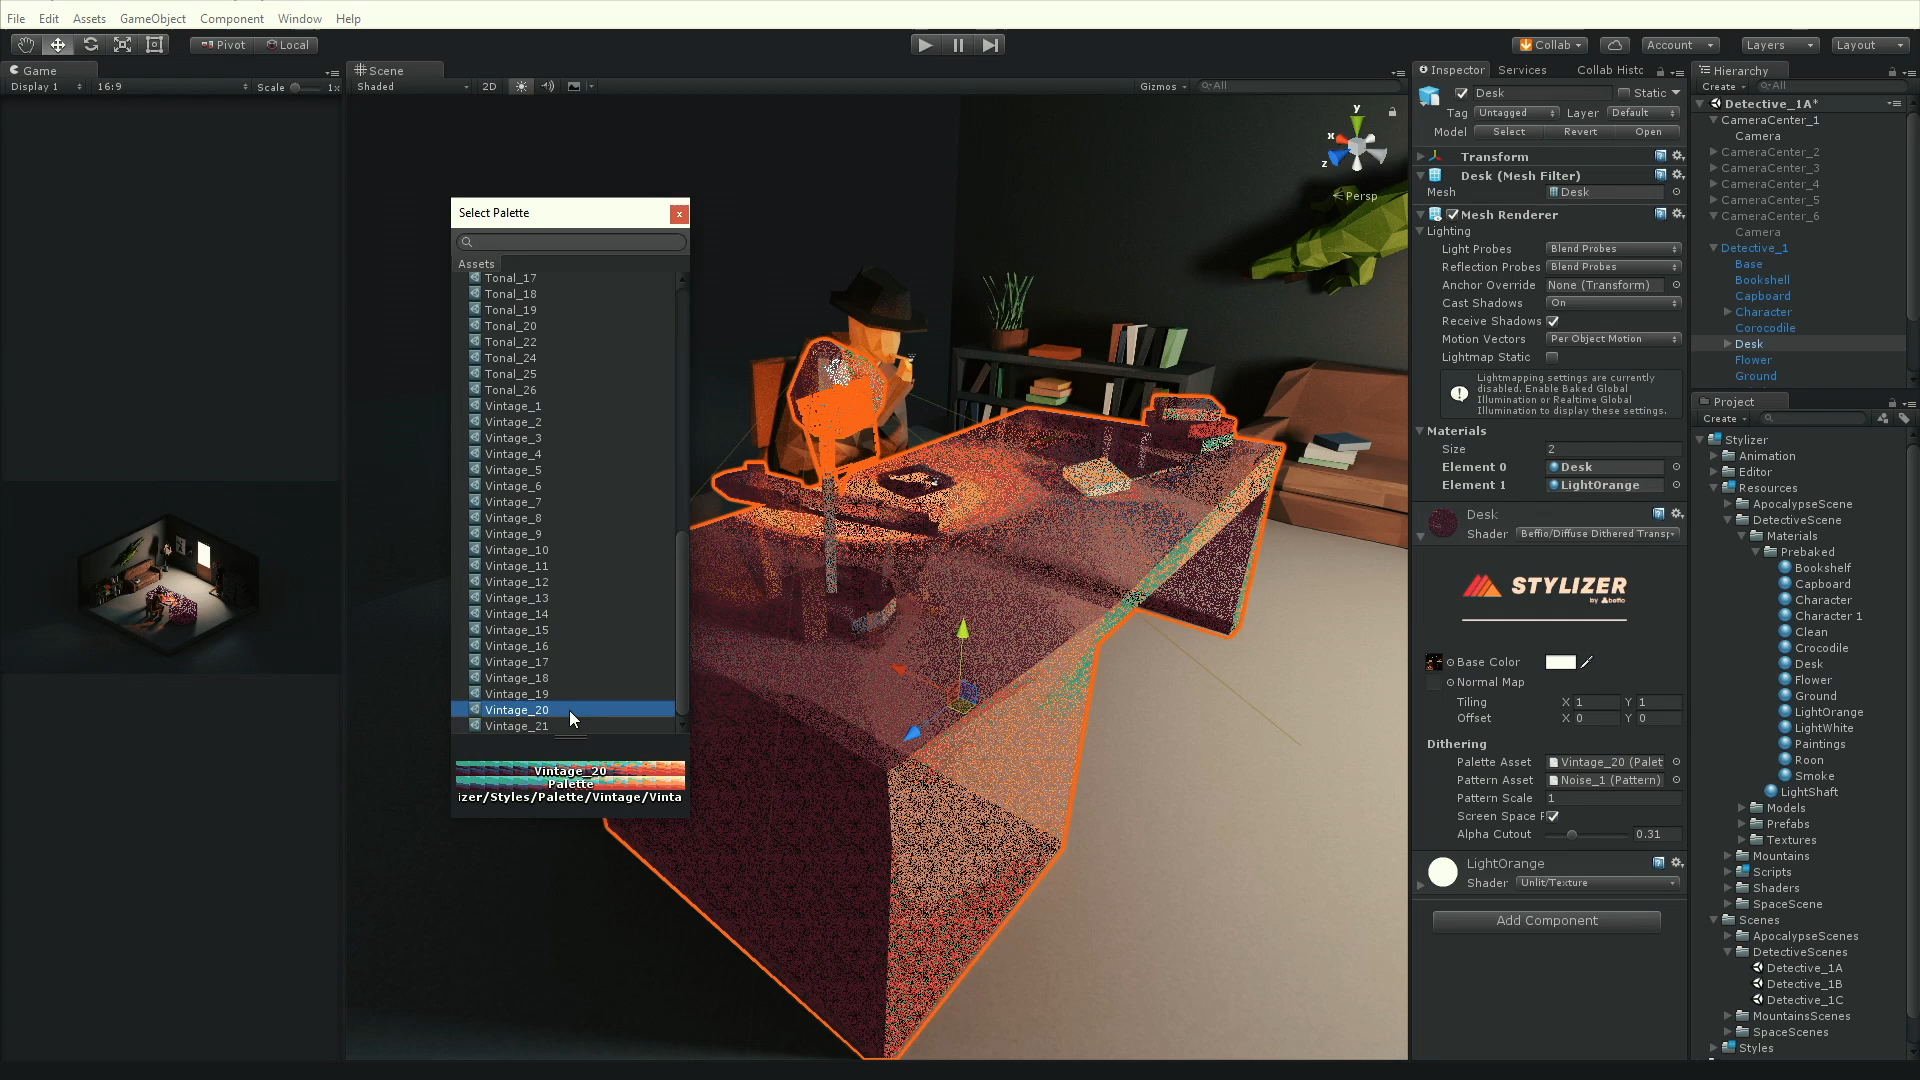 File Edit Assets GameObject Component Window Help
Pivot Local
Collab Account Layers Layout
Game
Display 1 16:9 Scale 1x
Scene
Shaded 2D Gizmos All
Persp
y
x
z
Select Palette
x
Assets
Tonal_17
Tonal_18
Tonal_19
Tonal_20
Tonal_22
Tonal_24
Tonal_25
Tonal_26
Vintage_1
Vintage_2
Vintage_3
Vintage_4
Vintage_5
Vintage_6
Vintage_7
Vintage_8
Vintage_9
Vintage_10
Vintage_11
Vintage_12
Vintage_13
Vintage_14
Vintage_15
Vintage_16
Vintage_17
Vintage_18
Vintage_19
Vintage_20
Vintage_21
Vintage_20
Palette
izer/Styles/Palette/Vintage/Vinta
Inspector Services Collab Histc
Desk Static
Tag Untagged Layer Default
Model Select Revert Open
Transform
Desk (Mesh Filter)
Mesh Desk
Mesh Renderer
Lighting
Light Probes Blend Probes
Reflection Probes Blend Probes
Anchor Override None (Transform)
Cast Shadows On
Receive Shadows
Motion Vectors Per Object Motion
Lightmap Static
Lightmapping settings are currently
disabled. Enable Baked Global
Illumination or Realtime Global
Illumination to display these settings.
Materials
Size 2
Element 0 Desk
Element 1 LightOrange
Desk
Shader Beffio/Diffuse Dithered Transp
STYLIZER
by beffio
Base Color
Normal Map
Tiling X 1 Y 1
Offset X 0 Y 0
Dithering
Palette Asset Vintage_20 (Palet
Pattern Asset Noise_1 (Pattern)
Pattern Scale 1
Screen Space F
Alpha Cutout 0.31
LightOrange
Shader Unlit/Texture
Add Component
Hierarchy
Create All
Detective_1A*
CameraCenter_1
Camera
CameraCenter_2
CameraCenter_3
CameraCenter_4
CameraCenter_5
CameraCenter_6
Camera
Detective_1
Base
Bookshell
Capboard
Character
Corocodile
Desk
Flower
Ground
Project
Create
Stylizer
Animation
Editor
Resources
ApocalypseScene
DetectiveScene
Materials
Prebaked
Bookshelf
Capboard
Character
Character 1
Clean
Crocodile
Desk
Flower
Ground
LightOrange
LightWhite
Paintings
Roon
Smoke
LightShaft
Models
Prefabs
Textures
Mountains
Scripts
Shaders
SpaceScene
Scenes
ApocalypseScenes
DetectiveScenes
Detective_1A
Detective_1B
Detective_1C
MountainsScenes
SpaceScenes
Styles